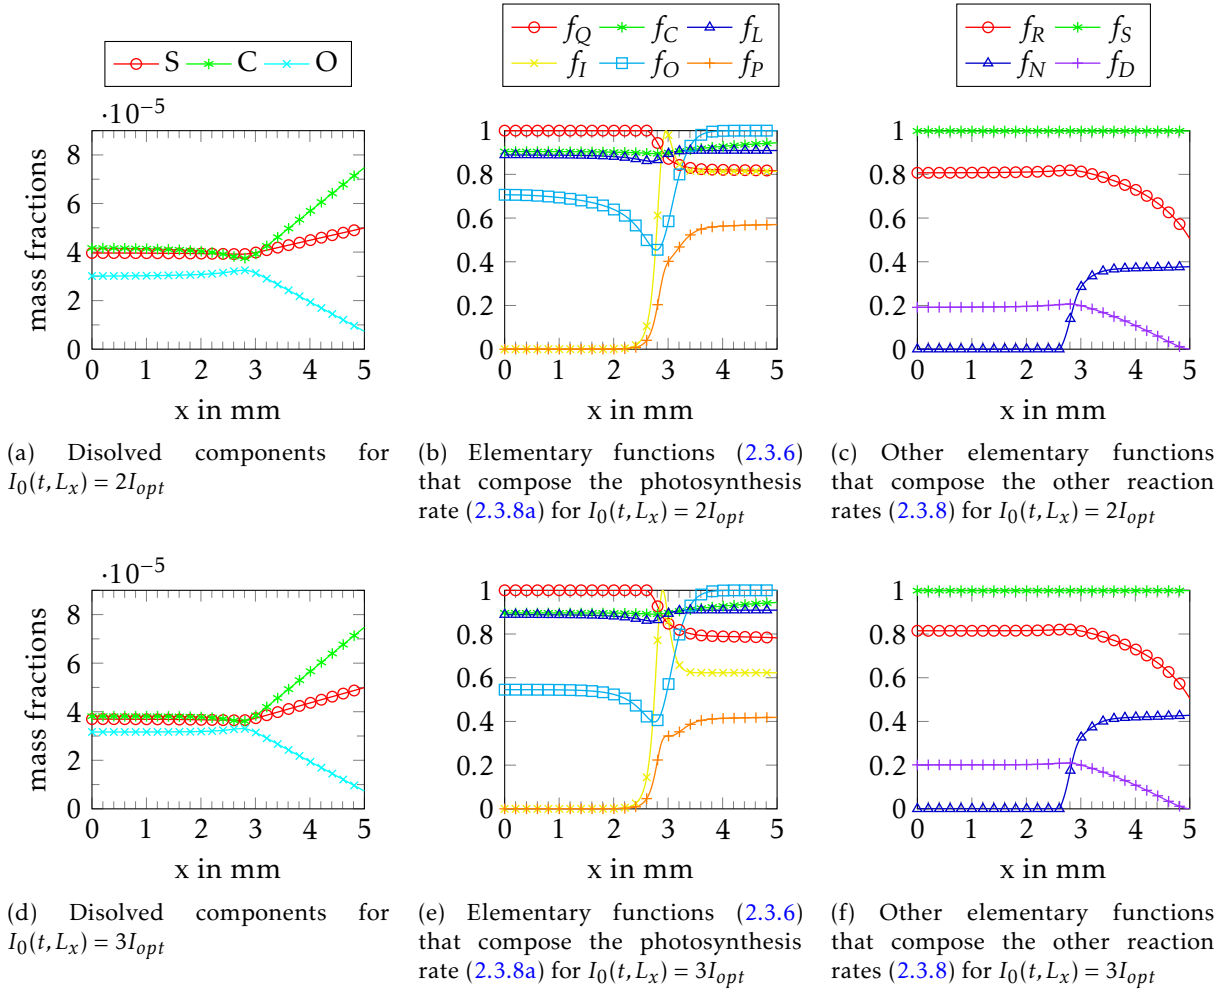 S C O
f_Q f_C f_L
f_I f_O f_P
f_R f_S
f_N f_D
·10^−5
8
6
4
2
0
mass fractions
0 1 2 3 4 5
x in mm
1
0.8
0.6
0.4
0.2
0
0 1 2 3 4 5
x in mm
1
0.8
0.6
0.4
0.2
0
0 1 2 3 4 5
x in mm
(a) Disolved components for
I_0(t, L_x) = 2I_opt
(b) Elementary functions (2.3.6)
that compose the photosynthesis
rate (2.3.8a) for I_0(t, L_x) = 2I_opt
(c) Other elementary functions
that compose the other reaction
rates (2.3.8) for I_0(t, L_x) = 2I_opt
·10^−5
8
6
4
2
0
mass fractions
0 1 2 3 4 5
x in mm
1
0.8
0.6
0.4
0.2
0
0 1 2 3 4 5
x in mm
1
0.8
0.6
0.4
0.2
0
0 1 2 3 4 5
x in mm
(d) Disolved components for
I_0(t, L_x) = 3I_opt
(e) Elementary functions (2.3.6)
that compose the photosynthesis
rate (2.3.8a) for I_0(t, L_x) = 3I_opt
(f) Other elementary functions
that compose the other reaction
rates (2.3.8) for I_0(t, L_x) = 3I_opt